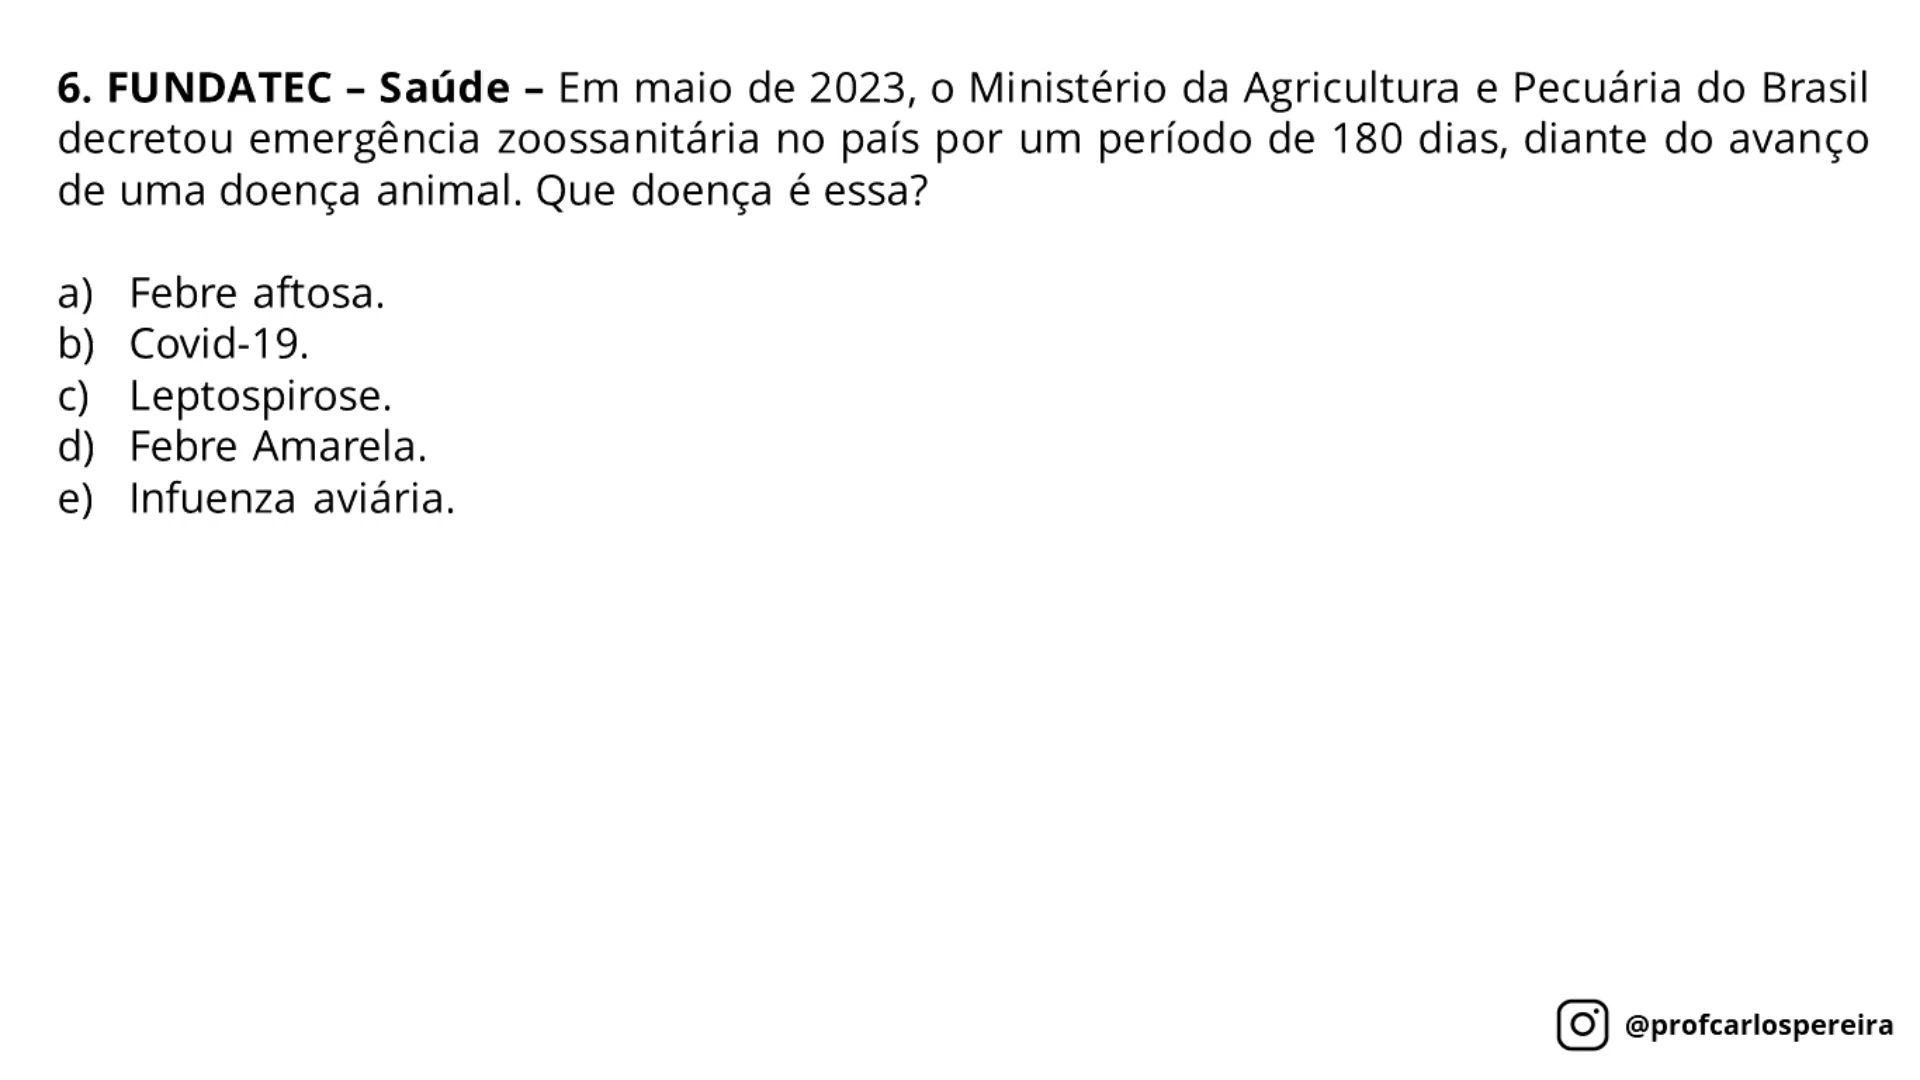 6. FUNDATEC – Saúde – Em maio de 2023, o Ministério da Agricultura e Pecuária do Brasil
decretou emergência zoossanitária no país por um período de 180 dias, diante do avanço
de uma doença animal. Que doença é essa?
a) Febre aftosa.
b) Covid-19.
c) Leptospirose.
d) Febre Amarela.
e) Infuenza aviária.
@profcarlospereira